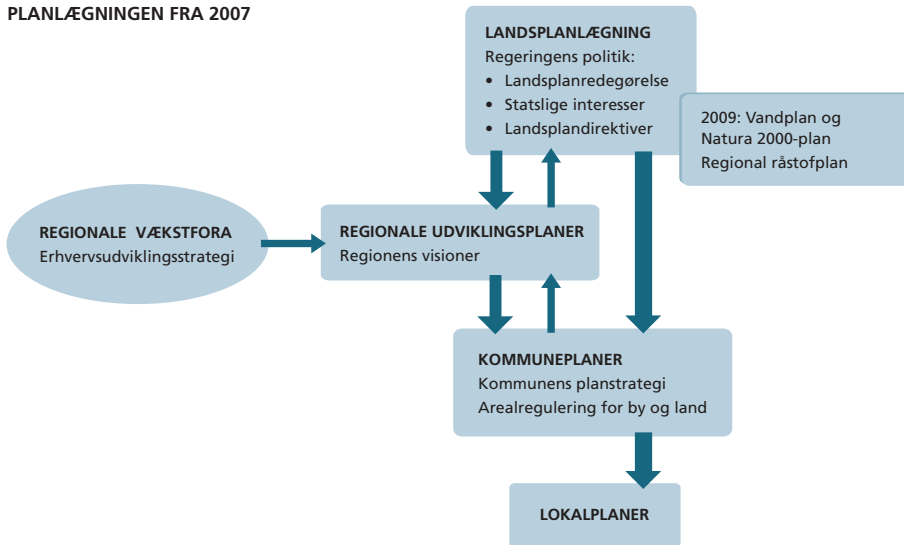 PLANLÆGNINGEN FRA 2007
LANDSPLANLÆGNING
Regeringens politik:
• Landsplanredegørelse
• Statslige interesser
• Landsplandirektiver
2009: Vandplan og
Natura 2000-plan
Regional råstofplan
REGIONALE VÆKSTFORA
Erhvervsudviklingsstrategi
REGIONALE UDVIKLINGSPLANER
Regionens visioner
KOMMUNEPLANER
Kommunens planstrategi
Arealregulering for by og land
LOKALPLANER